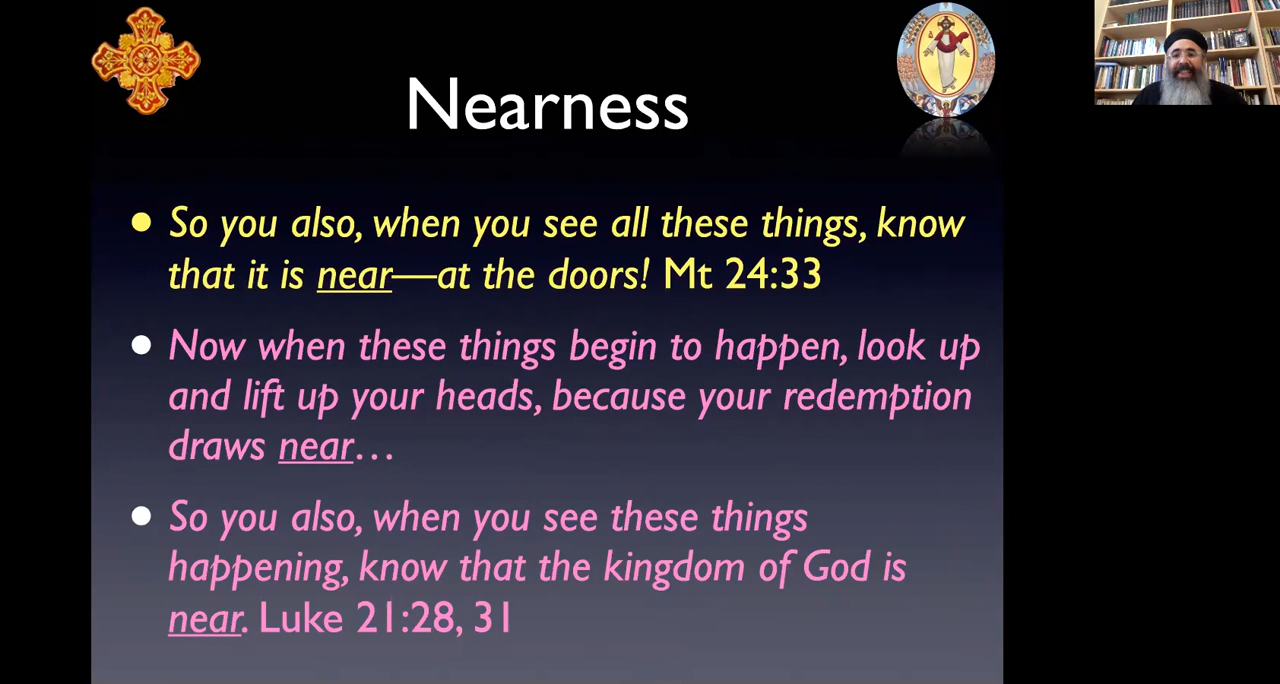 Nearness
So you also, when you see all these things, know
that it is near—at the doors! Mt 24:33
Now when these things begin to happen, look up
and lift up your heads, because your redemption
draws near…
So you also, when you see these things
happening, know that the kingdom of God is
near. Luke 21:28, 31